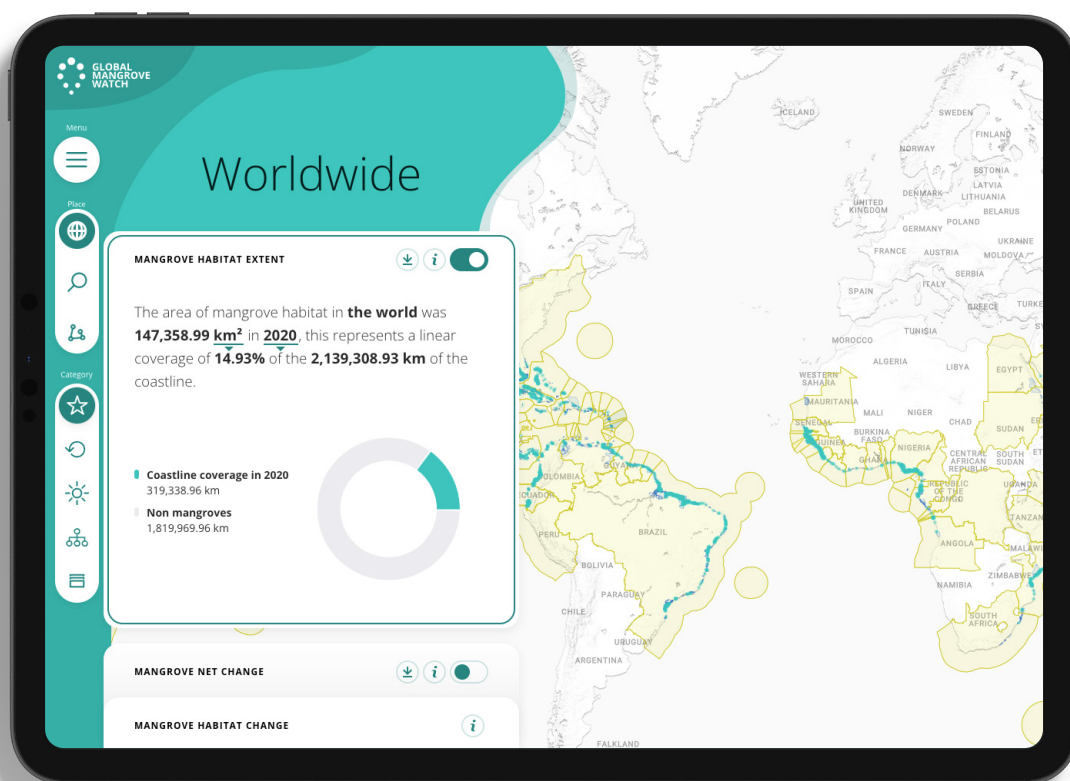 GLOBAL
MANGROVE
WATCH
Menu
Place
Category
Worldwide
MANGROVE HABITAT EXTENT
The area of mangrove habitat in the world was
147,358.99 km² in 2020, this represents a linear
coverage of 14.93% of the 2,139,308.93 km of the
coastline.
Coastline coverage in 2020
319,338.96 km
Non mangroves
1,819,969.96 km
MANGROVE NET CHANGE
MANGROVE HABITAT CHANGE
ICELAND
SWEDEN
FINLAND
NORWAY
ESTONIA
LATVIA
LITHUANIA
DENMARK
UNITED
KINGDOM
BELARUS
POLAND
GERMANY
UKRAINE
FRANCE
AUSTRIA
MOLDOVA
SERBIA
ITALY
SPAIN
GREECE
TURKE
TUNISIA
MOROCCO
ALGERIA
LIBYA
EGYPT
WESTERN
SAHARA
MAURITANIA
MALI
NIGER
CHAD
SUDAN
SENEGAL
BURKINA
FASO
GUINEA
GHANA
NIGERIA
CENTRAL
AFRICAN
REPUBLIC
SOUTH
SUDAN
ET
REPUBLIC
OF THE
CONGO
UGANDA
TANZAN
ANGOLA
MALAWI
ZIMBABWE
NAMIBIA
SOUTH
AFRICA
GUYANA
OLOMBIA
ECUADOR
PERU
BRAZIL
BOLIVIA
PARAGUAY
CHILE
URUGUAY
ARGENTINA
FALKLAND